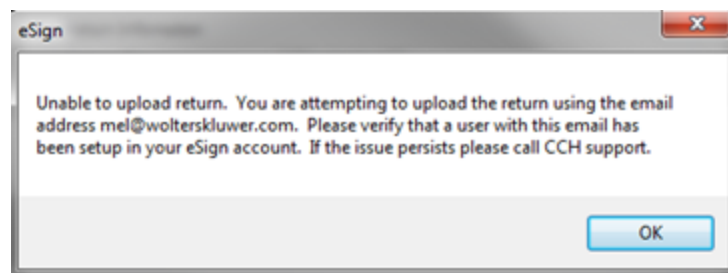 eSign
Unable to upload return. You are attempting to upload the return using the email
address mel@wolterskluwer.com. Please verify that a user with this email has
been setup in your eSign account. If the issue persists please call CCH support.
OK